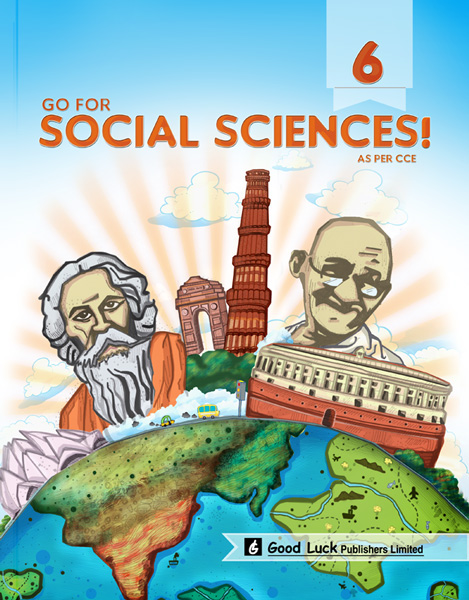 6
GO FOR
SOCIAL SCIENCES!
AS PER CCE
G Good Luck Publishers Limited